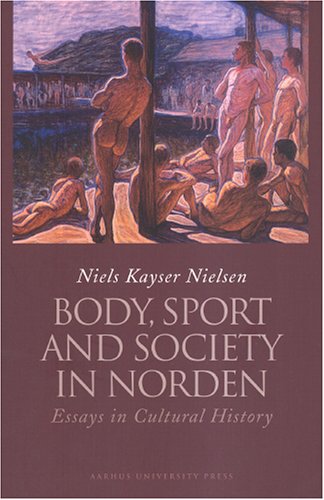 Niels Kayser Nielsen
BODY, SPORT
AND SOCIETY
IN NORDEN
Essays in Cultural History
AARHUS UNIVERSITY PRESS